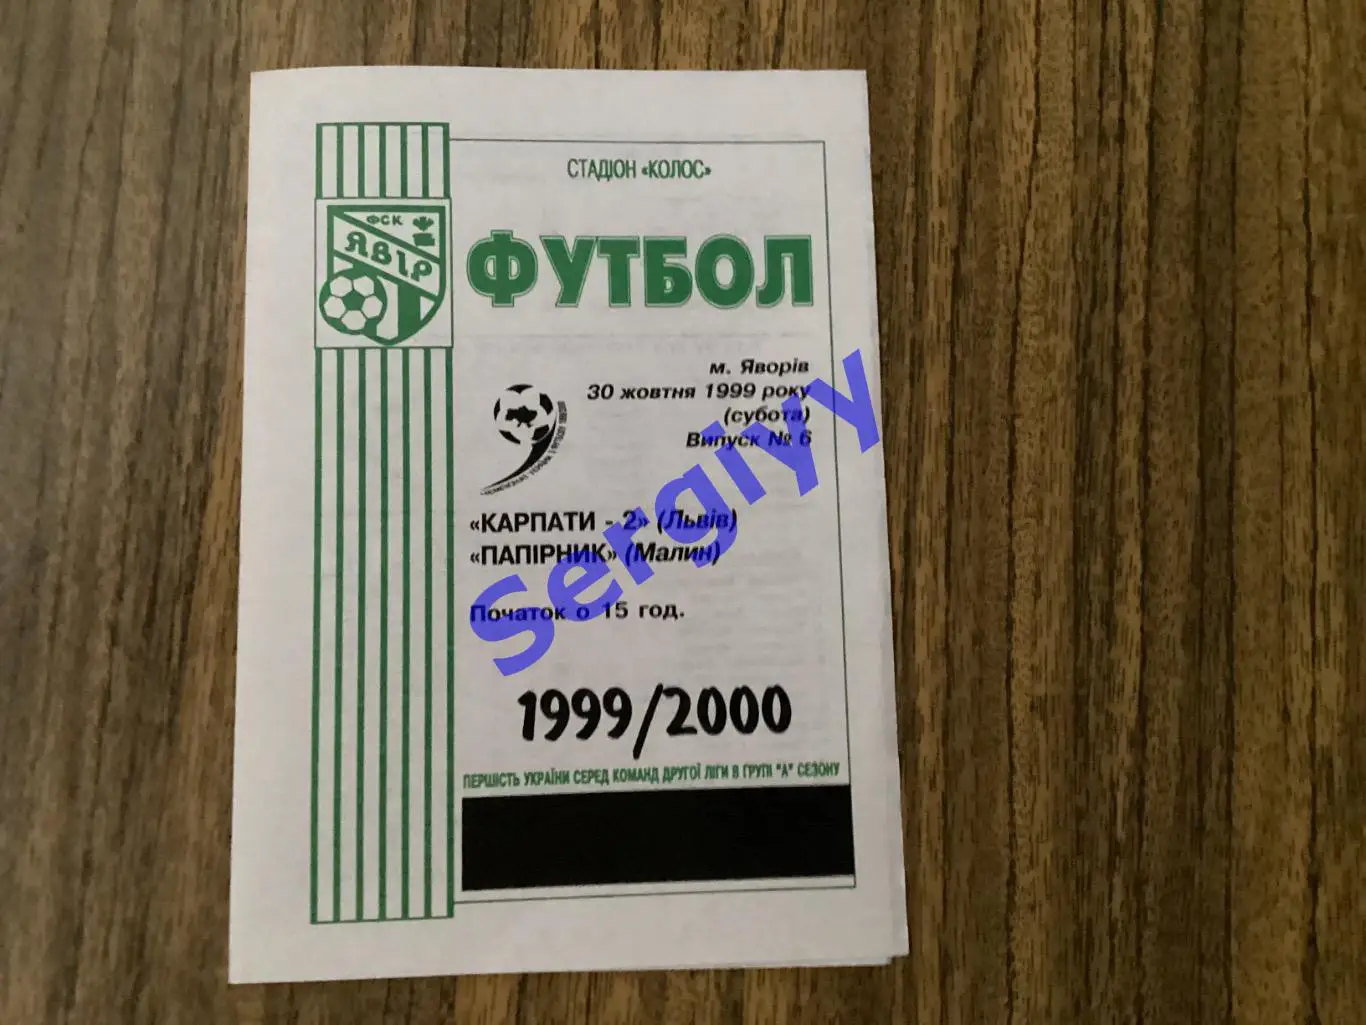 СТАДІОН «КОЛОС»
ФСК
ЯВІР
ФУТБОЛ
м. Яворів
30 жовтня 1999 року
(субота)
Випуск № 6
«КАРПАТИ - 2» (Львів)
«ПАПІРНИК» (Малин)
Початок о 15 год.
1999/2000
ПЕРШІСТЬ УКРАЇНИ СЕРЕД КОМАНД ДРУГОЇ ЛІГИ В ГРУПІ "А" СЕЗОНУ
Sergiyy